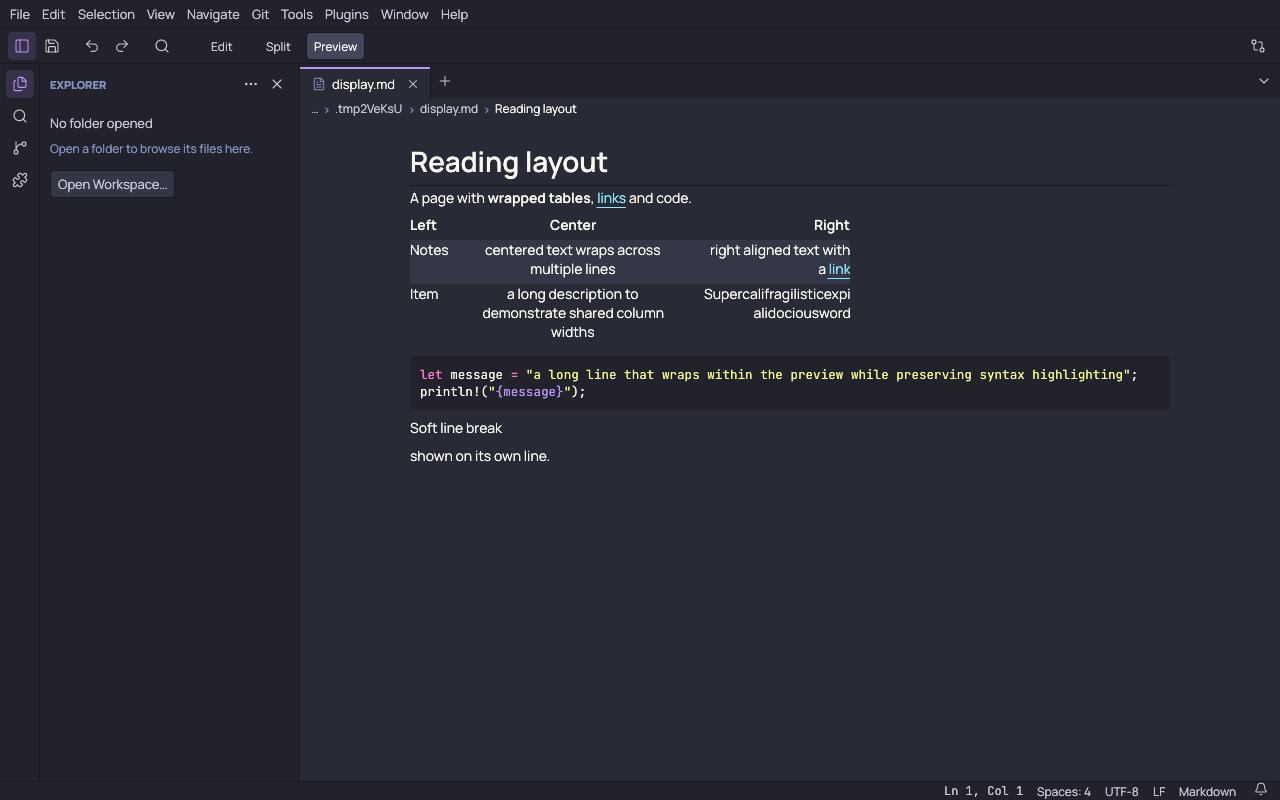 File Edit Selection View Navigate Git Tools Plugins Window Help
Edit Split Preview
EXPLORER
No folder opened
Open a folder to browse its files here.
Open Workspace...
display.md
... › .tmp2VeKsU › display.md › Reading layout
Reading layout
A page with wrapped tables, links and code.
Left Center Right
Notes centered text wraps across right aligned text with
multiple lines a link
Item a long description to Supercalifragilisticexpi
demonstrate shared column alidociousword
widths
let message = "a long line that wraps within the preview while preserving syntax highlighting";
println!("{message}");
Soft line break
shown on its own line.
Ln 1, Col 1 Spaces: 4 UTF-8 LF Markdown